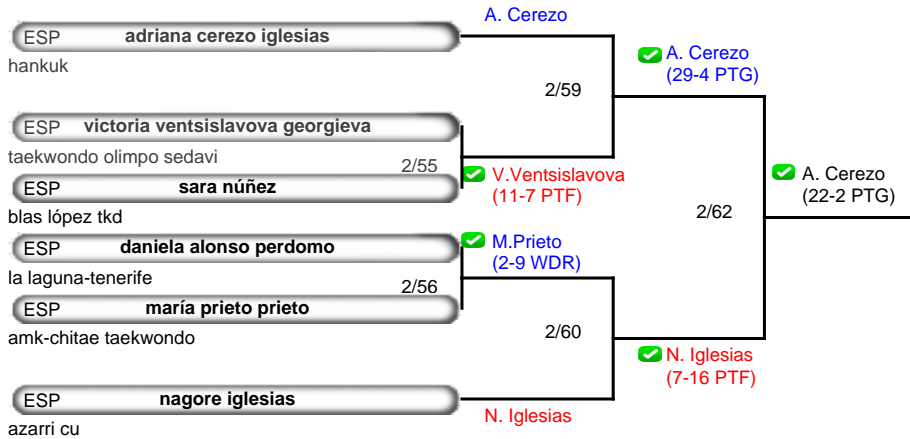 A. Cerezo
ESP adriana cerezo iglesias
hankuk
A. Cerezo
(29-4 PTG)
2/59
ESP victoria ventsislavova georgieva
taekwondo olimpo sedavi
2/55
V.Ventsislavova
(11-7 PTF)
ESP sara núñez
blas lópez tkd
A. Cerezo
(22-2 PTG)
2/62
ESP daniela alonso perdomo
la laguna-tenerife
M.Prieto
(2-9 WDR)
2/56
ESP maría prieto prieto
amk-chitae taekwondo
2/60
N. Iglesias
(7-16 PTF)
ESP nagore iglesias
azarri cu
N. Iglesias